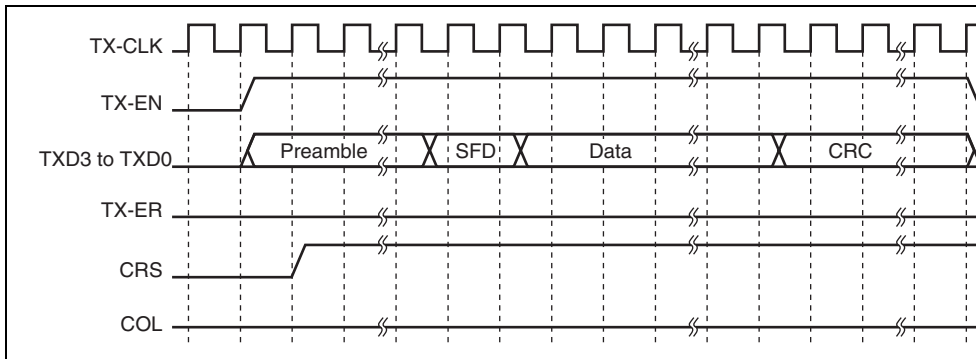 TX-CLK
TX-EN
TXD3 to TXD0 Preamble SFD Data CRC
TX-ER
CRS
COL